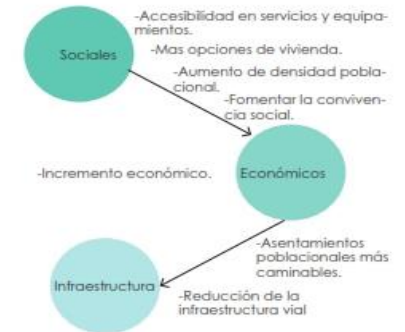 -Accesibilidad en servicios y equipa-
mientos.
Sociales
-Mas opciones de vivienda.
-Aumento de densidad pobla-
cional.
-Fomentar la conviven-
cia social.
-Incremento económico.
Económicos
-Asentamientos
poblacionales más
caminables.
Infraestructura
-Reducción de la
infraestructura vial